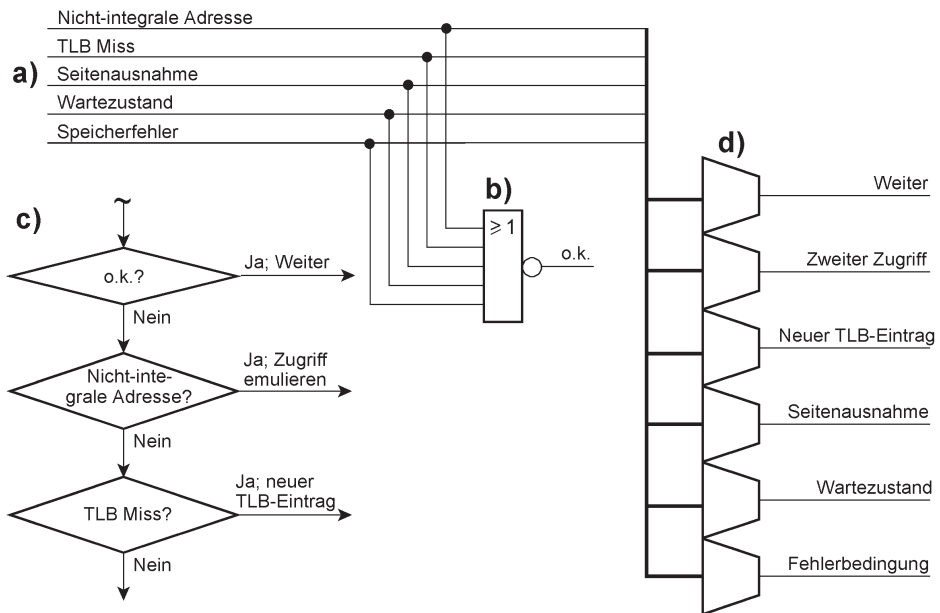 Nicht-integrale Adresse
TLB Miss
a)
Seitenausnahme
Wartezustand
Speicherfehler
b)
≥ 1
o.k.
c)
~
o.k.?
Ja; Weiter
Nein
Nicht-inte-
grale Adresse?
Ja; Zugriff
emulieren
Nein
TLB Miss?
Ja; neuer
TLB-Eintrag
Nein
d)
Weiter
Zweiter Zugriff
Neuer TLB-Eintrag
Seitenausnahme
Wartezustand
Fehlerbedingung